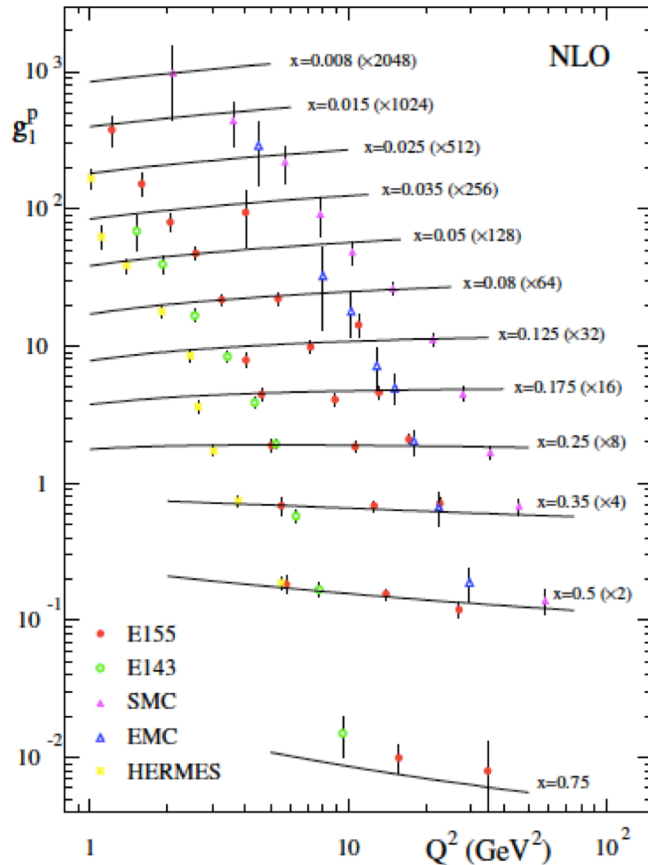 NLO
g₁ᵖ
10³
10²
10
1
10⁻¹
10⁻²
x=0.008 (×2048)
x=0.015 (×1024)
x=0.025 (×512)
x=0.035 (×256)
x=0.05 (×128)
x=0.08 (×64)
x=0.125 (×32)
x=0.175 (×16)
x=0.25 (×8)
x=0.35 (×4)
x=0.5 (×2)
x=0.75
E155
E143
SMC
EMC
HERMES
1
10
10²
Q² (GeV²)